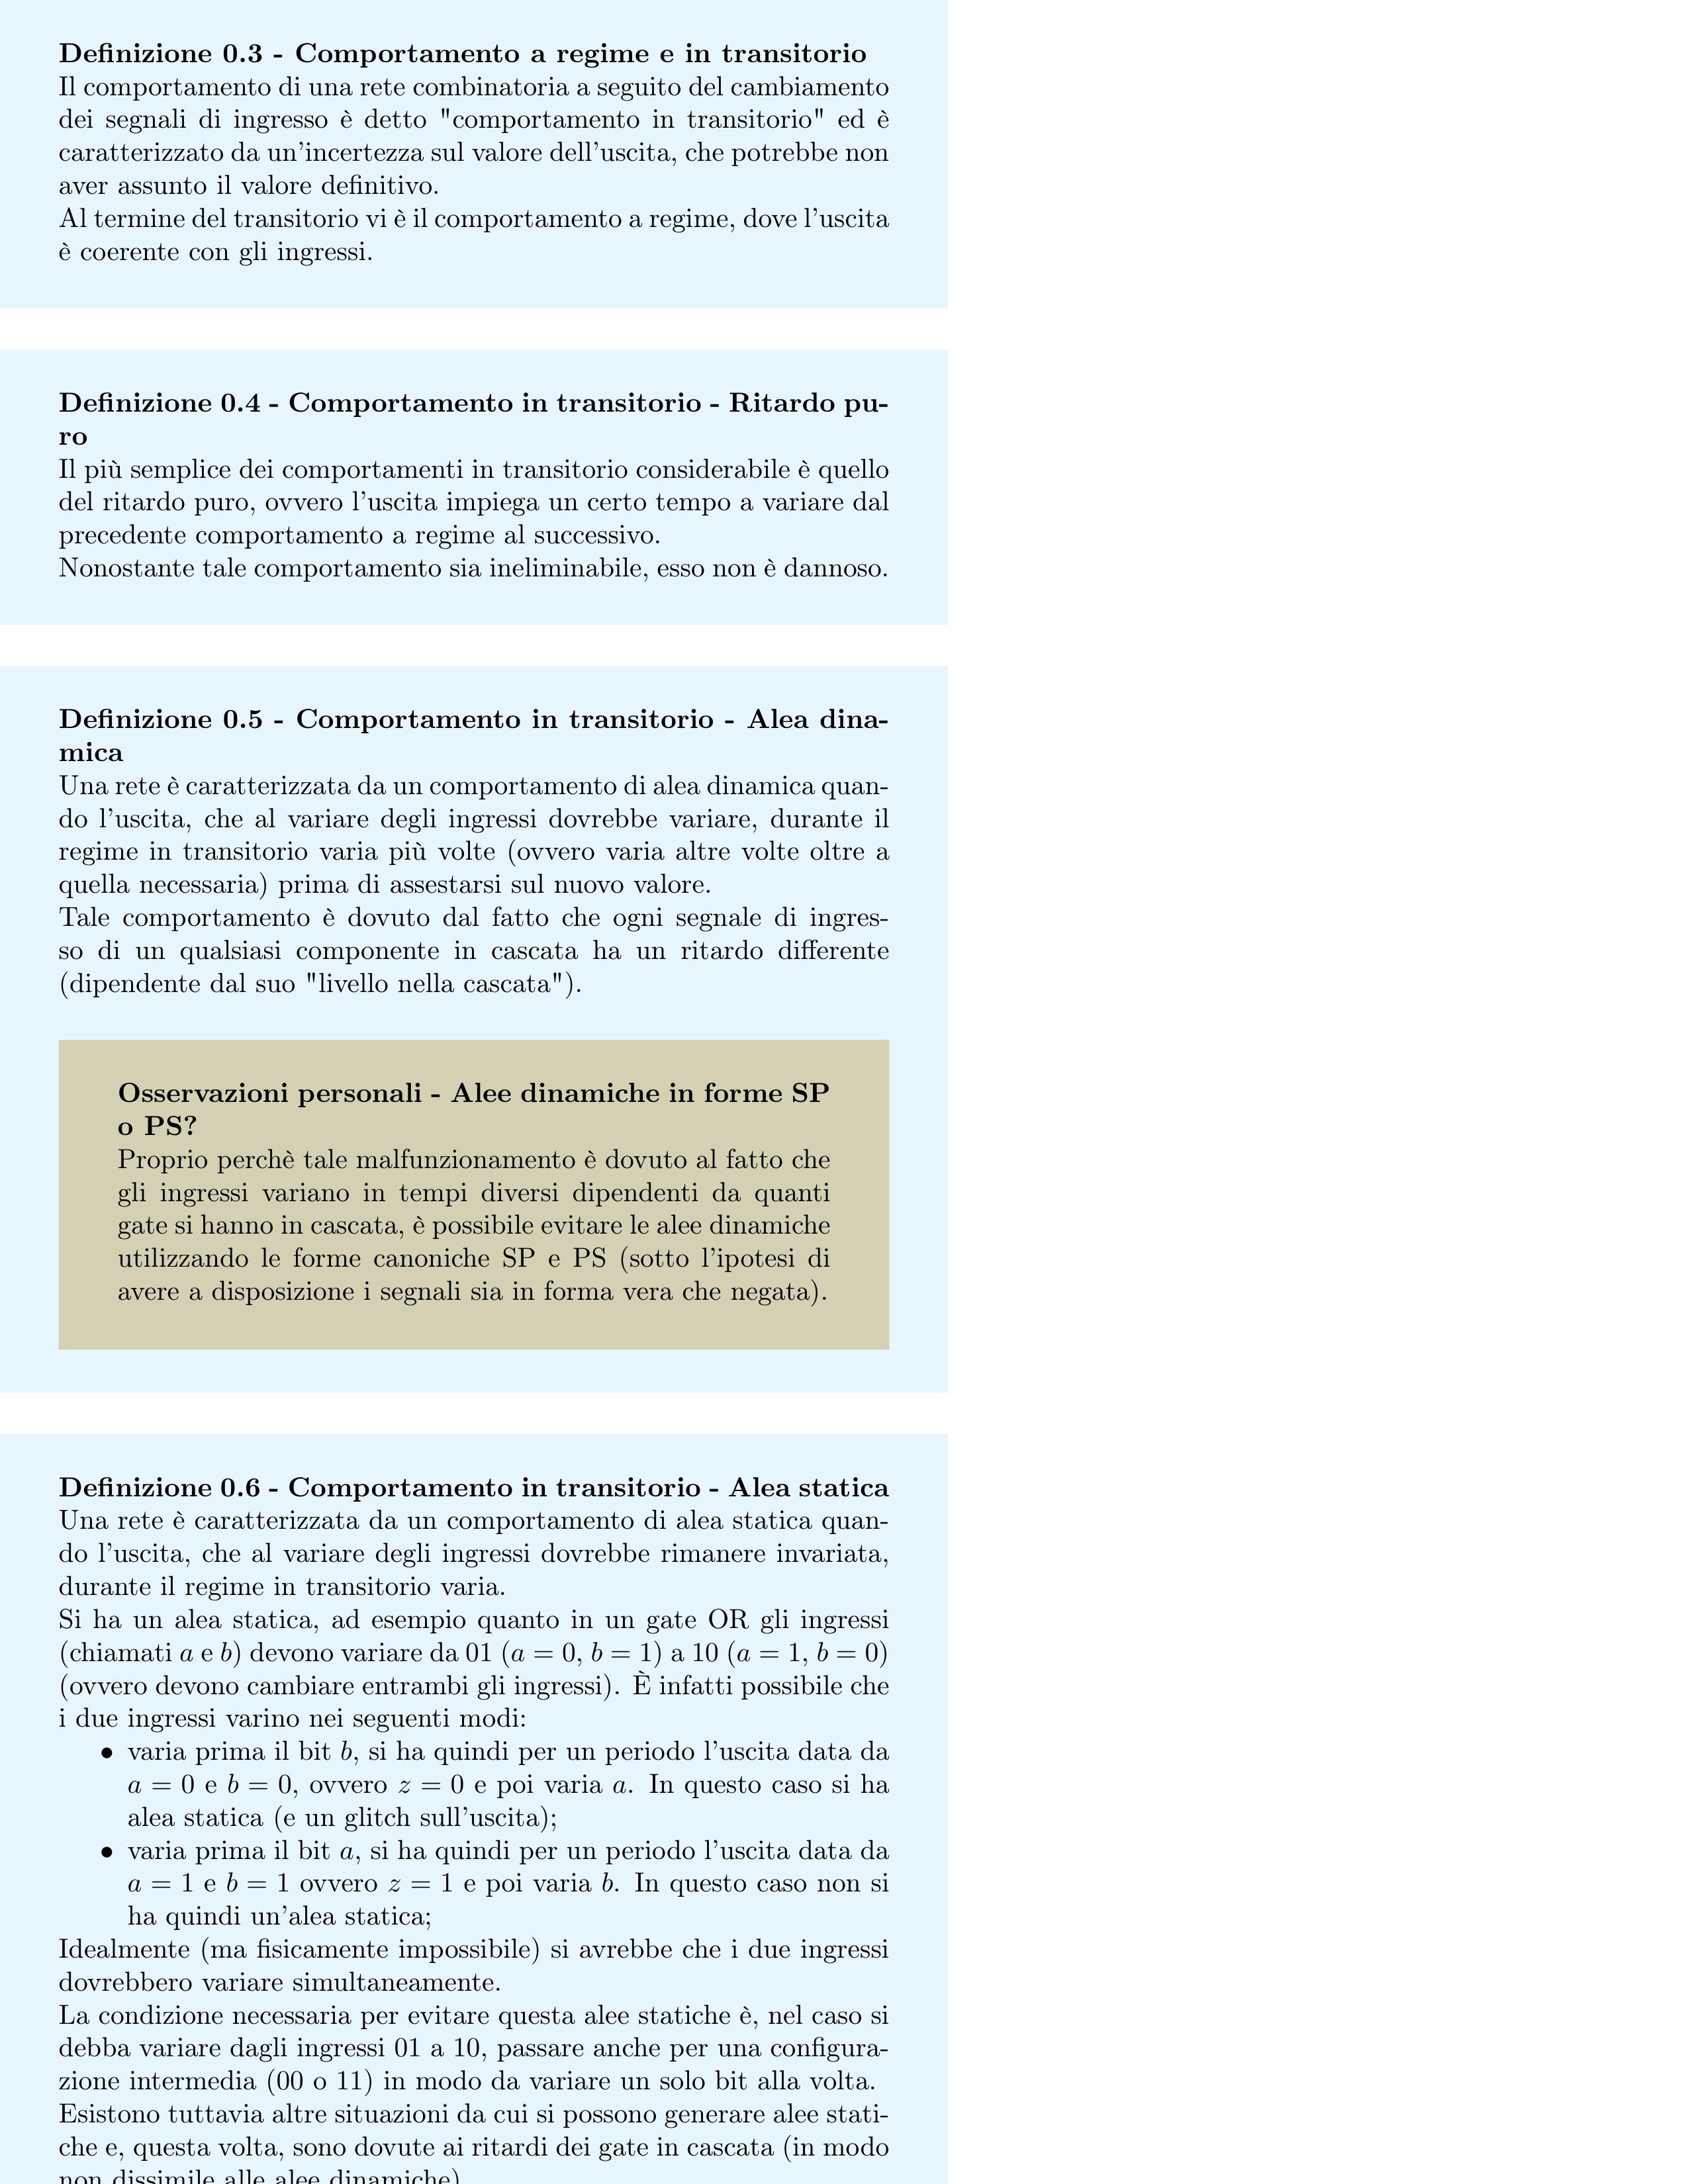 Definizione 0.3 - Comportamento a regime e in transitorio
Il comportamento di una rete combinatoria a seguito del cambiamento
dei segnali di ingresso è detto "comportamento in transitorio" ed è
caratterizzato da un'incertezza sul valore dell'uscita, che potrebbe non
aver assunto il valore definitivo.
Al termine del transitorio vi è il comportamento a regime, dove l'uscita
è coerente con gli ingressi.
Definizione 0.4 - Comportamento in transitorio - Ritardo pu-
ro
Il più semplice dei comportamenti in transitorio considerabile è quello
del ritardo puro, ovvero l'uscita impiega un certo tempo a variare dal
precedente comportamento a regime al successivo.
Nonostante tale comportamento sia ineliminabile, esso non è dannoso.
Definizione 0.5 - Comportamento in transitorio - Alea dina-
mica
Una rete è caratterizzata da un comportamento di alea dinamica quan-
do l'uscita, che al variare degli ingressi dovrebbe variare, durante il
regime in transitorio varia più volte (ovvero varia altre volte oltre a
quella necessaria) prima di assestarsi sul nuovo valore.
Tale comportamento è dovuto dal fatto che ogni segnale di ingres-
so di un qualsiasi componente in cascata ha un ritardo differente
(dipendente dal suo "livello nella cascata").
Osservazioni personali - Alee dinamiche in forme SP
o PS?
Proprio perchè tale malfunzionamento è dovuto al fatto che
gli ingressi variano in tempi diversi dipendenti da quanti
gate si hanno in cascata, è possibile evitare le alee dinamiche
utilizzando le forme canoniche SP e PS (sotto l'ipotesi di
avere a disposizione i segnali sia in forma vera che negata).
Definizione 0.6 - Comportamento in transitorio - Alea statica
Una rete è caratterizzata da un comportamento di alea statica quan-
do l'uscita, che al variare degli ingressi dovrebbe rimanere invariata,
durante il regime in transitorio varia.
Si ha un alea statica, ad esempio quanto in un gate OR gli ingressi
(chiamati a e b) devono variare da 01 (a = 0, b = 1) a 10 (a = 1, b = 0)
(ovvero devono cambiare entrambi gli ingressi). È infatti possibile che
i due ingressi varino nei seguenti modi:
• varia prima il bit b, si ha quindi per un periodo l'uscita data da
a = 0 e b = 0, ovvero z = 0 e poi varia a. In questo caso si ha
alea statica (e un glitch sull'uscita);
• varia prima il bit a, si ha quindi per un periodo l'uscita data da
a = 1 e b = 1 ovvero z = 1 e poi varia b. In questo caso non si
ha quindi un'alea statica;
Idealmente (ma fisicamente impossibile) si avrebbe che i due ingressi
dovrebbero variare simultaneamente.
La condizione necessaria per evitare questa alee statiche è, nel caso si
debba variare dagli ingressi 01 a 10, passare anche per una configura-
zione intermedia (00 o 11) in modo da variare un solo bit alla volta.
Esistono tuttavia altre situazioni da cui si possono generare alee stati-
che e, questa volta, sono dovute ai ritardi dei gate in cascata (in modo
non dissimile alle alee dinamiche)